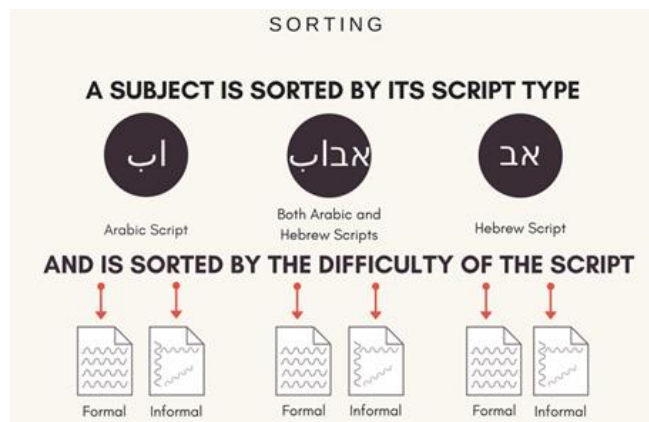 SORTING
A SUBJECT IS SORTED BY ITS SCRIPT TYPE
اب
אבاب
אב
Arabic Script
Both Arabic and
Hebrew Scripts
Hebrew Script
AND IS SORTED BY THE DIFFICULTY OF THE SCRIPT
Formal
Informal
Formal
Informal
Formal
Informal